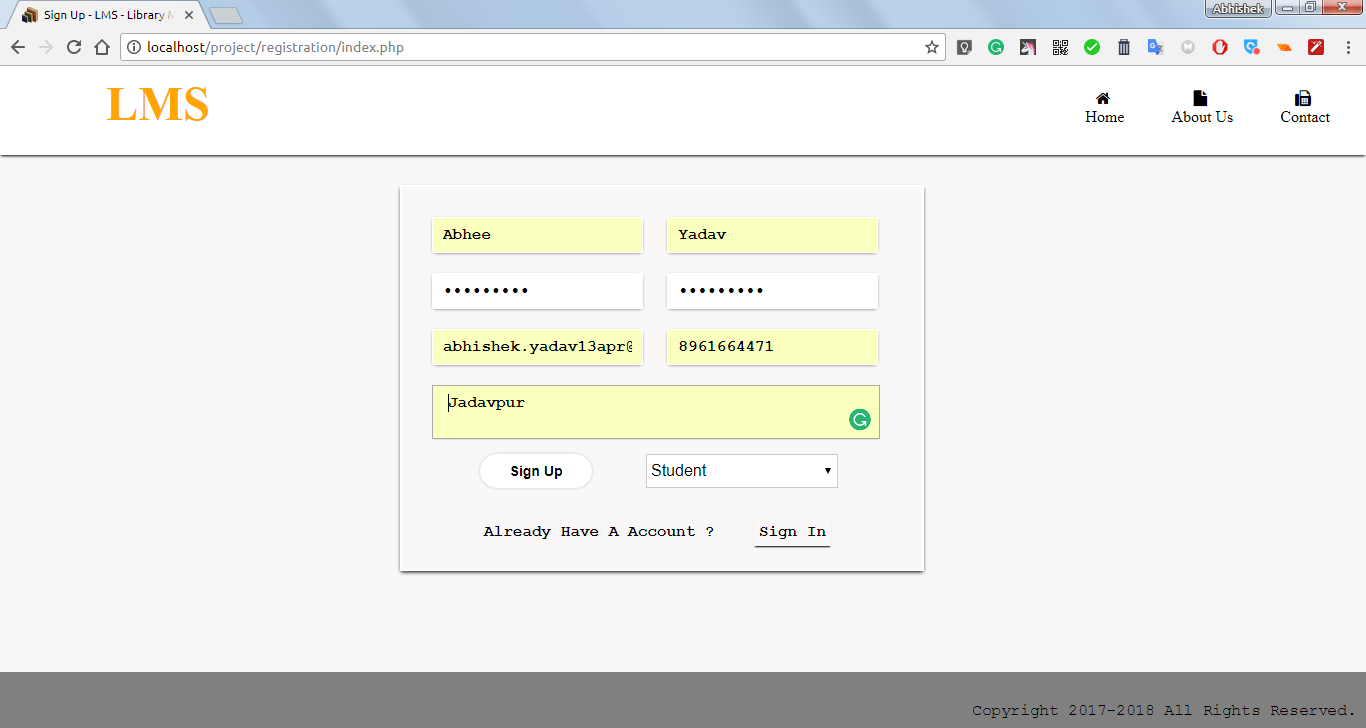 Sign Up - LMS - Library M
Abhishek
localhost/project/registration/index.php
LMS
Home
About Us
Contact
Abhee
Yadav
•••••••••
•••••••••
abhishek.yadav13apr@
8961664471
Jadavpur
Sign Up
Student
Already Have A Account ?
Sign In
Copyright 2017-2018 All Rights Reserved.